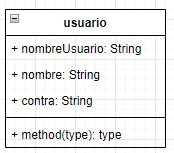 usuario
+ nombreUsuario: String
+ nombre: String
+ contra: String
+ method(type): type